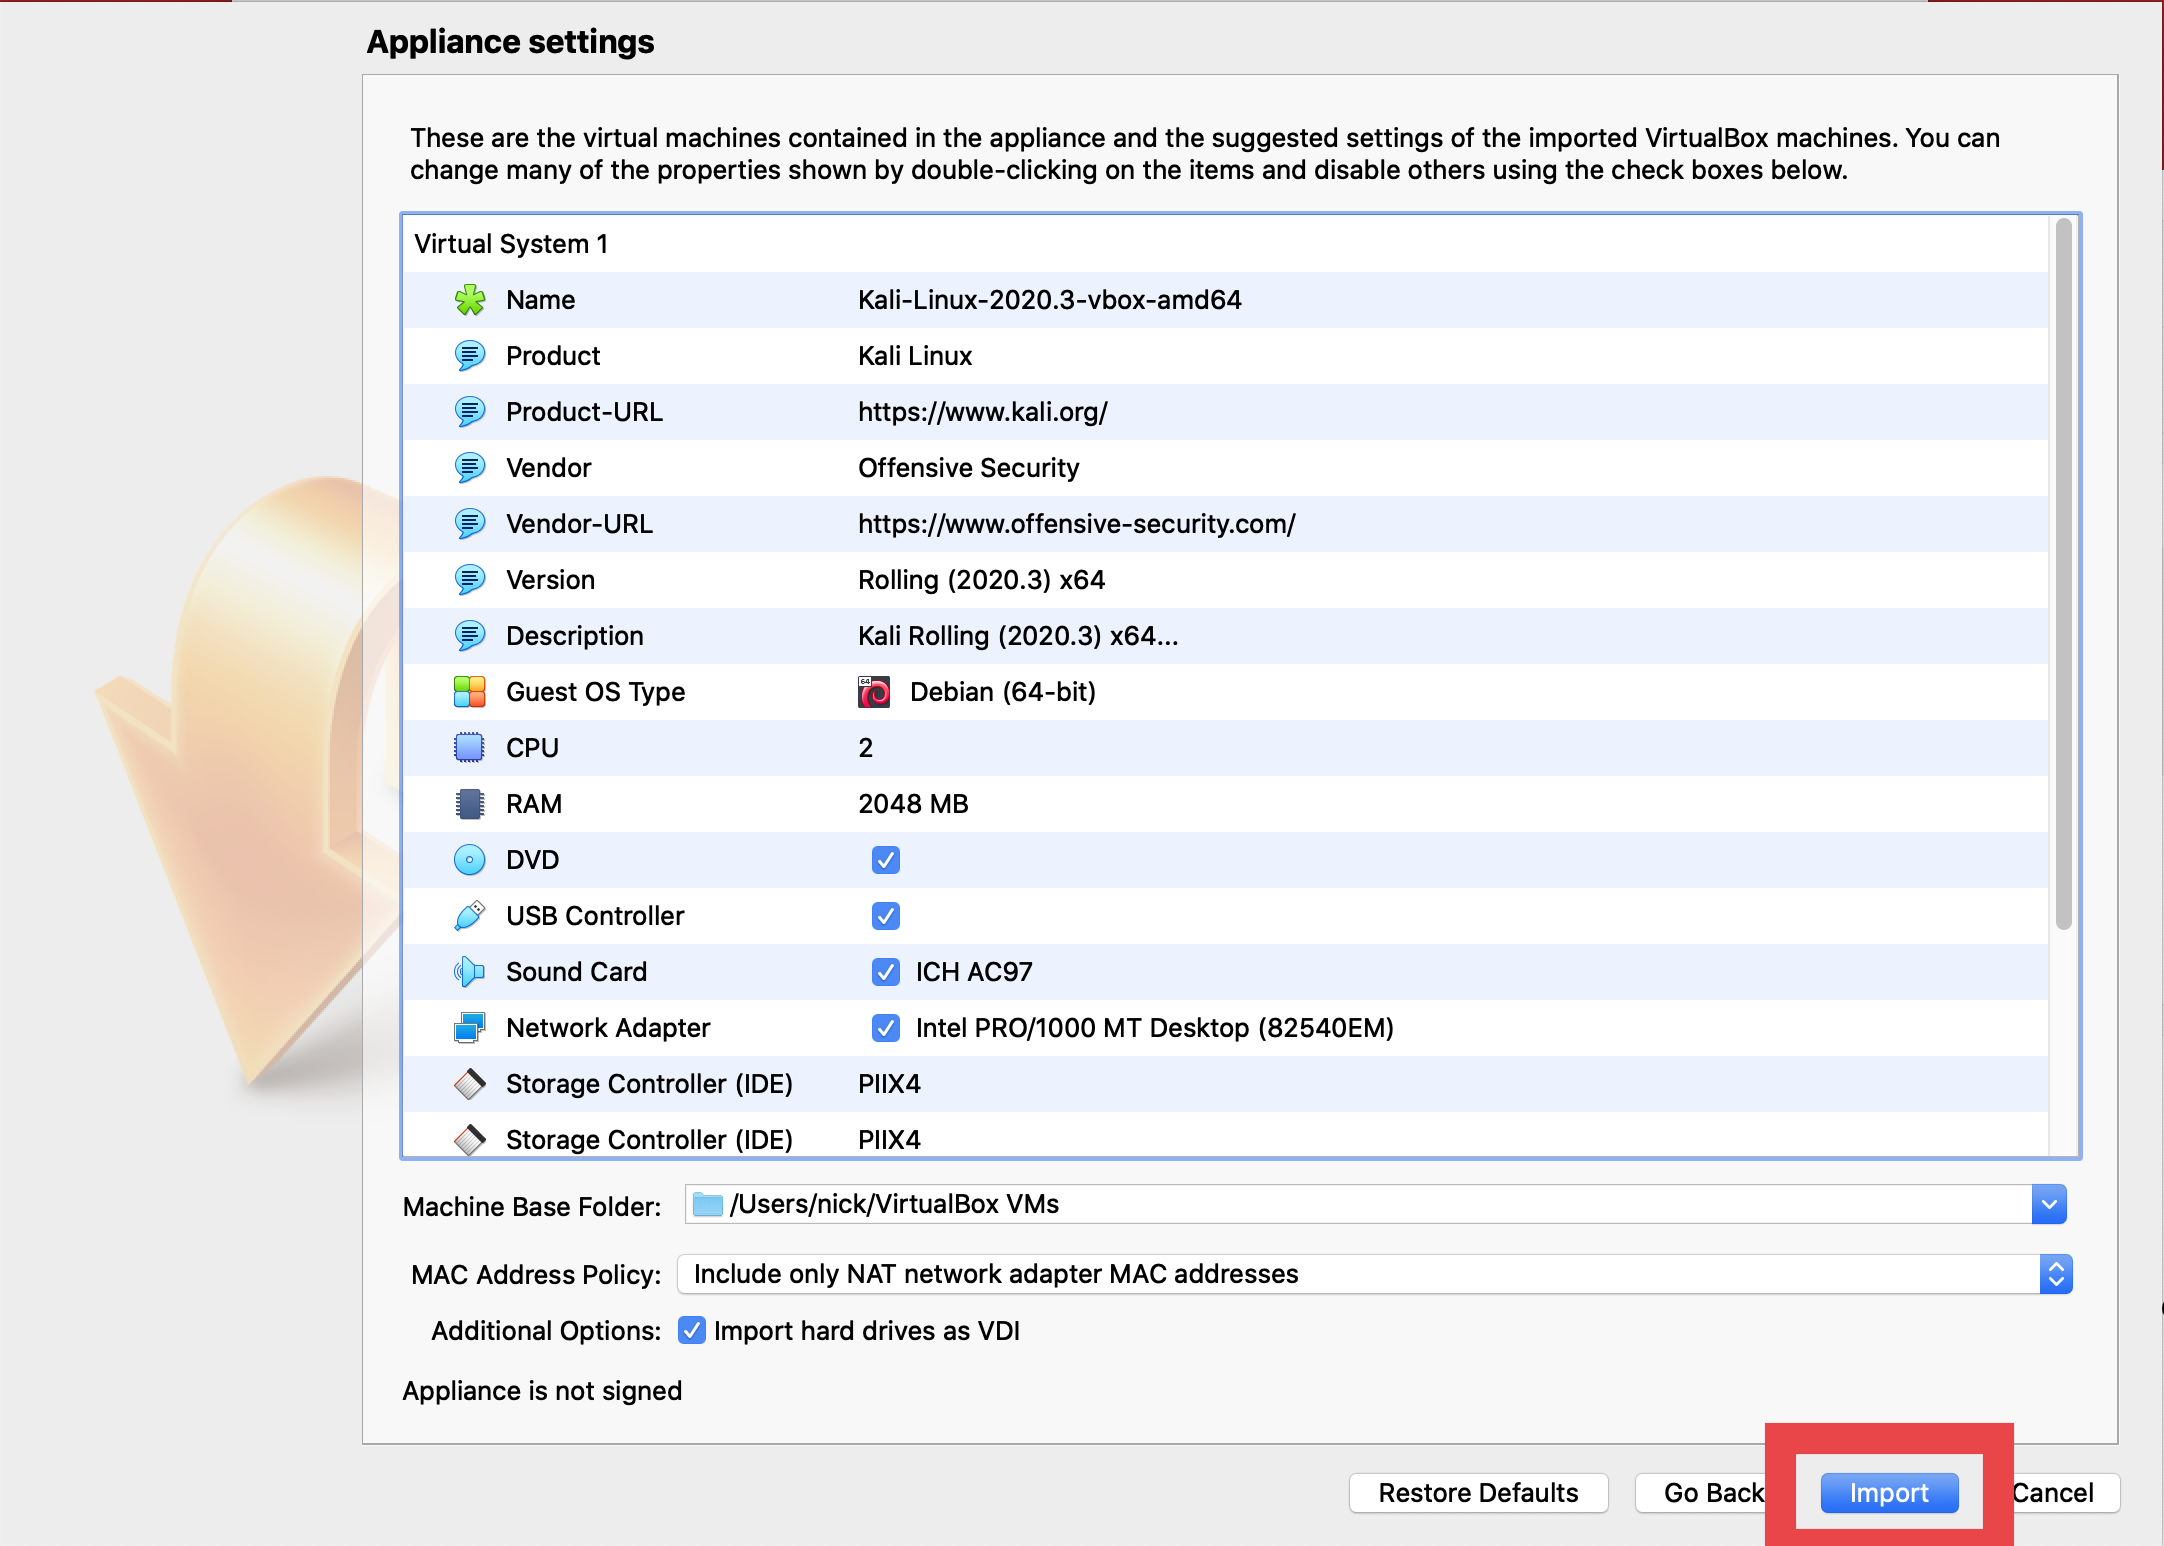 Appliance settings
These are the virtual machines contained in the appliance and the suggested settings of the imported VirtualBox machines. You can
change many of the properties shown by double-clicking on the items and disable others using the check boxes below.
Virtual System 1
Name Kali-Linux-2020.3-vbox-amd64
Product Kali Linux
Product-URL https://www.kali.org/
Vendor Offensive Security
Vendor-URL https://www.offensive-security.com/
Version Rolling (2020.3) x64
Description Kali Rolling (2020.3) x64...
Guest OS Type 64 Debian (64-bit)
CPU 2
RAM 2048 MB
DVD
USB Controller
Sound Card ICH AC97
Network Adapter Intel PRO/1000 MT Desktop (82540EM)
Storage Controller (IDE) PIIX4
Storage Controller (IDE) PIIX4
Machine Base Folder: /Users/nick/VirtualBox VMs
MAC Address Policy: Include only NAT network adapter MAC addresses
Additional Options: Import hard drives as VDI
Appliance is not signed
Restore Defaults Go Back Import Cancel